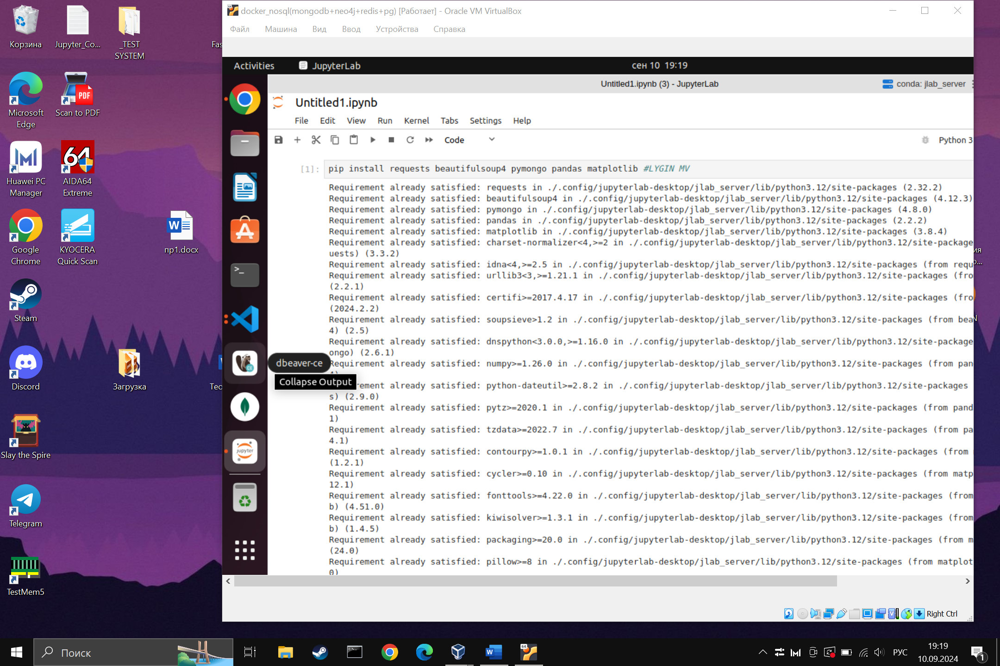 docker_nosql(mongodb+neo4j+redis+pg) [Работает] - Oracle VM VirtualBox
Файл Машина Вид Ввод Устройства Справка
Activities JupyterLab сен 10 19:19
Untitled1.ipynb (3) - JupyterLab conda: jlab_server
Untitled1.ipynb
File Edit View Run Kernel Tabs Settings Help
Code Python 3
[1]: pip install requests beautifulsoup4 pymongo pandas matplotlib #LYGIN MV
Requirement already satisfied: requests in ./.config/jupyterlab-desktop/jlab_server/lib/python3.12/site-packages (2.32.2)
Requirement already satisfied: beautifulsoup4 in ./.config/jupyterlab-desktop/jlab_server/lib/python3.12/site-packages (4.12.3)
Requirement already satisfied: pymongo in ./.config/jupyterlab-desktop/jlab_server/lib/python3.12/site-packages (4.8.0)
Requirement already satisfied: pandas in ./.config/jupyterlab-desktop/jlab_server/lib/python3.12/site-packages (2.2.2)
Requirement already satisfied: matplotlib in ./.config/jupyterlab-desktop/jlab_server/lib/python3.12/site-packages (3.8.4)
Requirement already satisfied: charset-normalizer<4,>=2 in ./.config/jupyterlab-desktop/jlab_server/lib/python3.12/site-package
uests) (3.3.2)
Requirement already satisfied: idna<4,>=2.5 in ./.config/jupyterlab-desktop/jlab_server/lib/python3.12/site-packages (from requ
Requirement already satisfied: urllib3<3,>=1.21.1 in ./.config/jupyterlab-desktop/jlab_server/lib/python3.12/site-packages (fro
(2.2.1)
Requirement already satisfied: certifi>=2017.4.17 in ./.config/jupyterlab-desktop/jlab_server/lib/python3.12/site-packages (fro
(2024.2.2)
Requirement already satisfied: soupsieve>1.2 in ./.config/jupyterlab-desktop/jlab_server/lib/python3.12/site-packages (from bea
4) (2.5)
Requirement already satisfied: dnspython<3.0.0,>=1.16.0 in ./.config/jupyterlab-desktop/jlab_server/lib/python3.12/site-package
ongo) (2.6.1)
dbeaver-ce
Requirement already satisfied: numpy>=1.26.0 in ./.config/jupyterlab-desktop/jlab_server/lib/python3.12/site-packages (from pan
Collapse Output
rement already satisfied: python-dateutil>=2.8.2 in ./.config/jupyterlab-desktop/jlab_server/lib/python3.12/site-packages
s) (2.9.0)
Requirement already satisfied: pytz>=2020.1 in ./.config/jupyterlab-desktop/jlab_server/lib/python3.12/site-packages (from pand
1)
Requirement already satisfied: tzdata>=2022.7 in ./.config/jupyterlab-desktop/jlab_server/lib/python3.12/site-packages (from pa
4.1)
Requirement already satisfied: contourpy>=1.0.1 in ./.config/jupyterlab-desktop/jlab_server/lib/python3.12/site-packages (from
(1.2.1)
Requirement already satisfied: cycler>=0.10 in ./.config/jupyterlab-desktop/jlab_server/lib/python3.12/site-packages (from matp
12.1)
Requirement already satisfied: fonttools>=4.22.0 in ./.config/jupyterlab-desktop/jlab_server/lib/python3.12/site-packages (from
b) (4.51.0)
Requirement already satisfied: kiwisolver>=1.3.1 in ./.config/jupyterlab-desktop/jlab_server/lib/python3.12/site-packages (from
b) (1.4.5)
Requirement already satisfied: packaging>=20.0 in ./.config/jupyterlab-desktop/jlab_server/lib/python3.12/site-packages (from m
(24.0)
Requirement already satisfied: pillow>=8 in ./.config/jupyterlab-desktop/jlab_server/lib/python3.12/site-packages (from matplot
0)
jupyter
Right Ctrl
Корзина
Jupyter_Co...
_TEST
SYSTEM
Fas
Microsoft
Edge
PDF
Scan to PDF
Huawei PC
Manager
64
AIDA64
Extreme
Google
Chrome
KYOCERA
Quick Scan
пр1.docx
Steam
Discord
Загрузка
Тео
Slay the Spire
Telegram
TestMem5
Поиск
РУС
19:19
10.09.2024
1